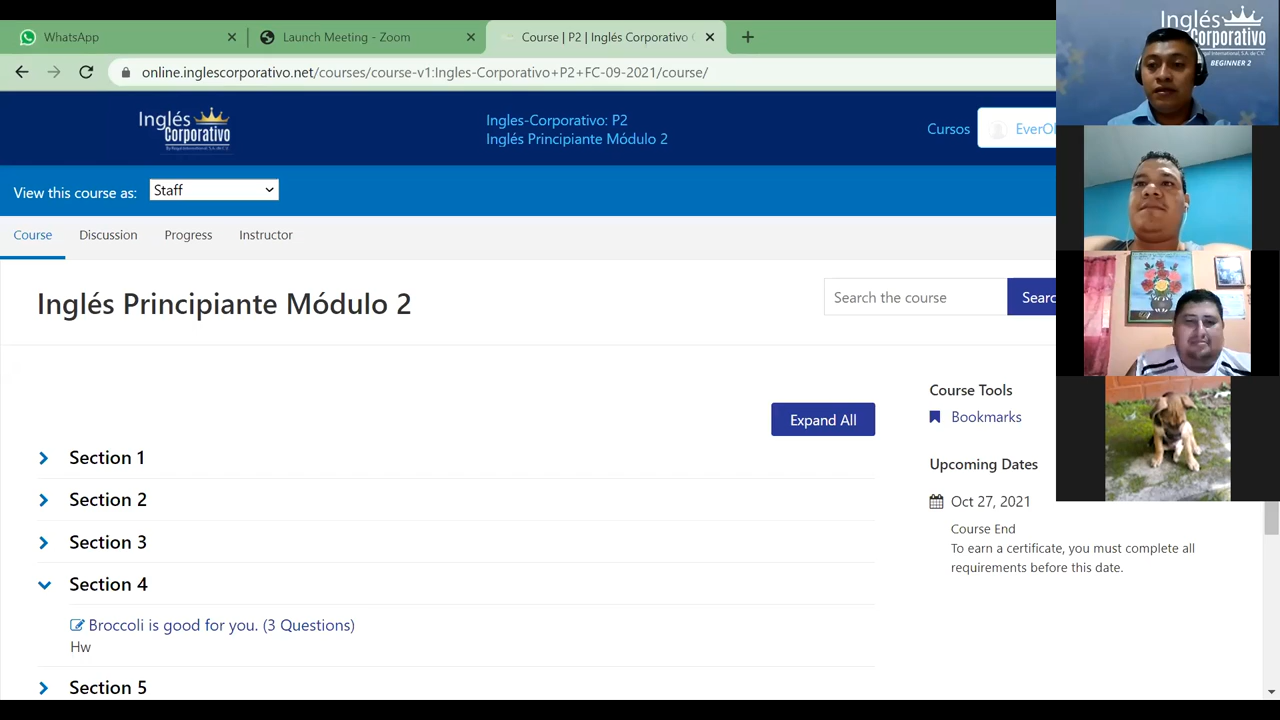 WhatsApp
Launch Meeting - Zoom
Course | P2 | Inglés Corporativo
online.inglescorporativo.net/courses/course-v1:Ingles-Corporativo+P2+FC-09-2021/course/
Inglés
Corporativo
Ingles-Corporativo: P2
Inglés Principiante Módulo 2
Cursos
View this course as:
Staff
Course
Discussion
Progress
Instructor
Inglés Principiante Módulo 2
Search the course
Expand All
Section 1
Section 2
Section 3
Section 4
Broccoli is good for you. (3 Questions)
Hw
Section 5
Course Tools
Bookmarks
Upcoming Dates
Oct 27, 2021
Course End
To earn a certificate, you must complete all
requirements before this date.
Inglés
Corporativo
BEGINNER 2